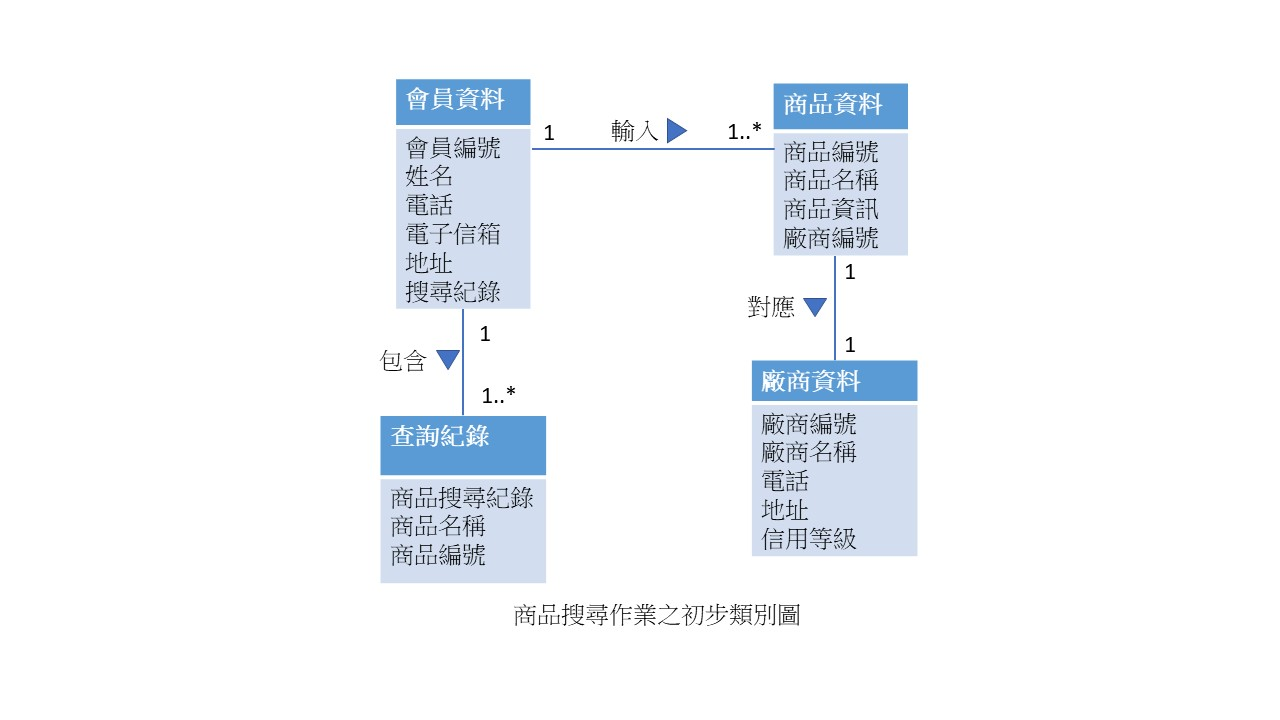 會員資料
會員編號
姓名
電話
電子信箱
地址
搜尋紀錄
1
輸入
1..*
商品資料
商品編號
商品名稱
商品資訊
廠商編號
1
對應
1
廠商資料
廠商編號
廠商名稱
電話
地址
信用等級
1
包含
1..*
查詢紀錄
商品搜尋紀錄
商品名稱
商品編號
商品搜尋作業之初步類別圖